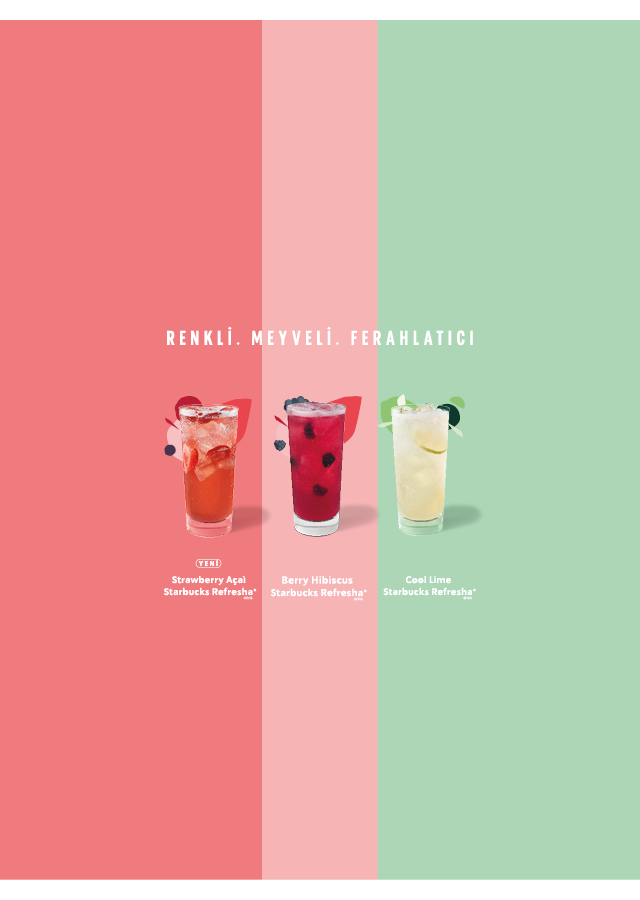 RENKLİ. MEYVELİ. FERAHLATICI
YENİ
Strawberry Açaí
Starbucks Refresha*
Berry Hibiscus
Starbucks Refresha*
Cool Lime
Starbucks Refresha*